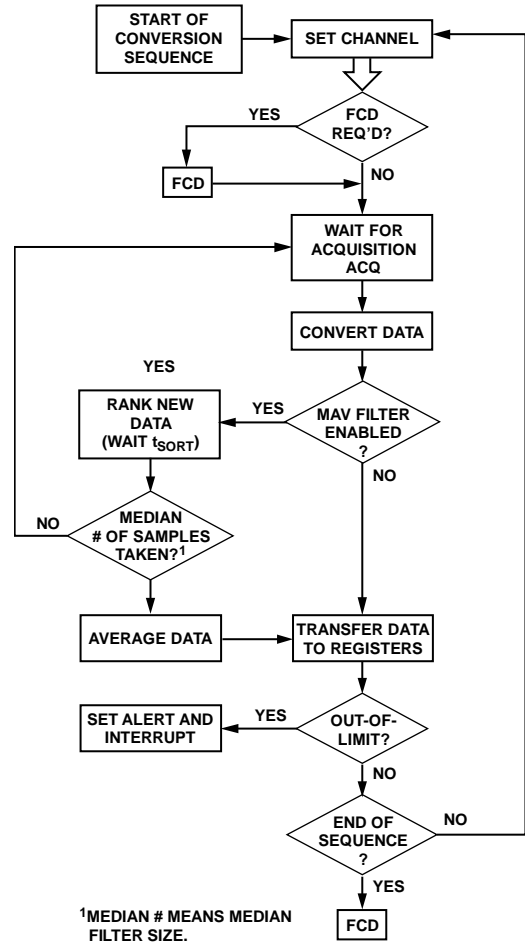 START OF
CONVERSION
SEQUENCE
SET CHANNEL
YES
FCD
REQ'D?
FCD
NO
WAIT FOR
ACQUISITION
ACQ
CONVERT DATA
YES
RANK NEW
DATA
(WAIT tSORT)
YES
MAV FILTER
ENABLED
?
NO
NO
MEDIAN
# OF SAMPLES
TAKEN?1
AVERAGE DATA
TRANSFER DATA
TO REGISTERS
SET ALERT AND
INTERRUPT
YES
OUT-OF-
LIMIT?
NO
END OF
SEQUENCE
?
NO
YES
FCD
1MEDIAN # MEANS MEDIAN
FILTER SIZE.